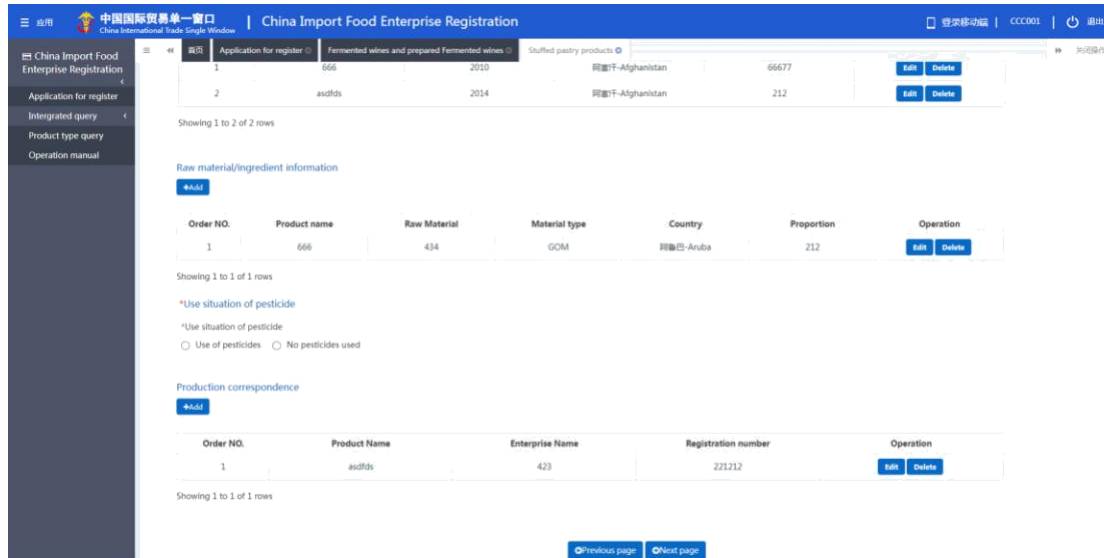 应用 中国国际贸易单一窗口 | China Import Food Enterprise Registration 登录移动端 | CCC001 | 退出
China International Trade Single Window
China Import Food Enterprise Registration
Application for register
Intergrated query
Product type query
Operation manual
首页 Application for register Fermented wines and prepared Fermented wines Stuffed pastry products 关闭操作
1 666 2010 阿富汗-Afghanistan 66677 Edit Delete
2 asdfds 2014 阿富汗-Afghanistan 212 Edit Delete
Showing 1 to 2 of 2 rows
Raw material/ingredient information
+Add
Order NO. Product name Raw Material Material type Country Proportion Operation
1 666 434 GOM 阿鲁巴-Aruba 212 Edit Delete
Showing 1 to 1 of 1 rows
*Use situation of pesticide
*Use situation of pesticide
Use of pesticides No pesticides used
Production correspondence
+Add
Order NO. Product Name Enterprise Name Registration number Operation
1 asdfds 423 221212 Edit Delete
Showing 1 to 1 of 1 rows
Previous page Next page